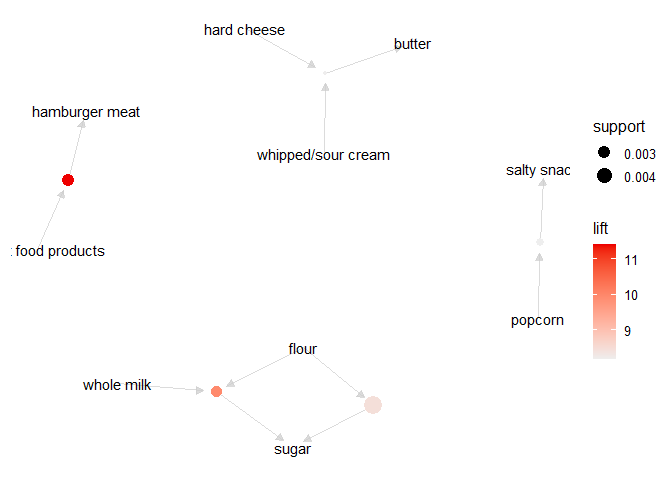 hard cheese
butter
hamburger meat
whipped/sour cream
salty snac
food products
popcorn
flour
whole milk
sugar
support
0.003
0.004
lift
11
10
9